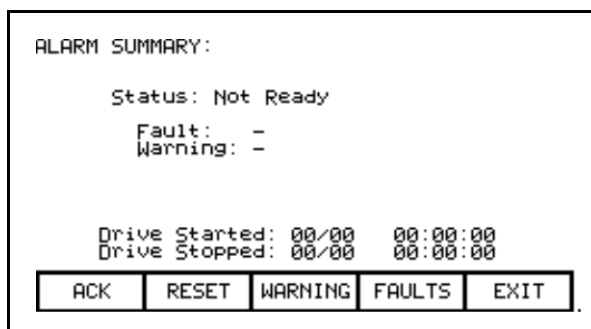 ALARM SUMMARY:
Status: Not Ready
Fault: -
Warning: -
Drive Started: 00/00 00:00:00
Drive Stopped: 00/00 00:00:00
ACK RESET WARNING FAULTS EXIT
.